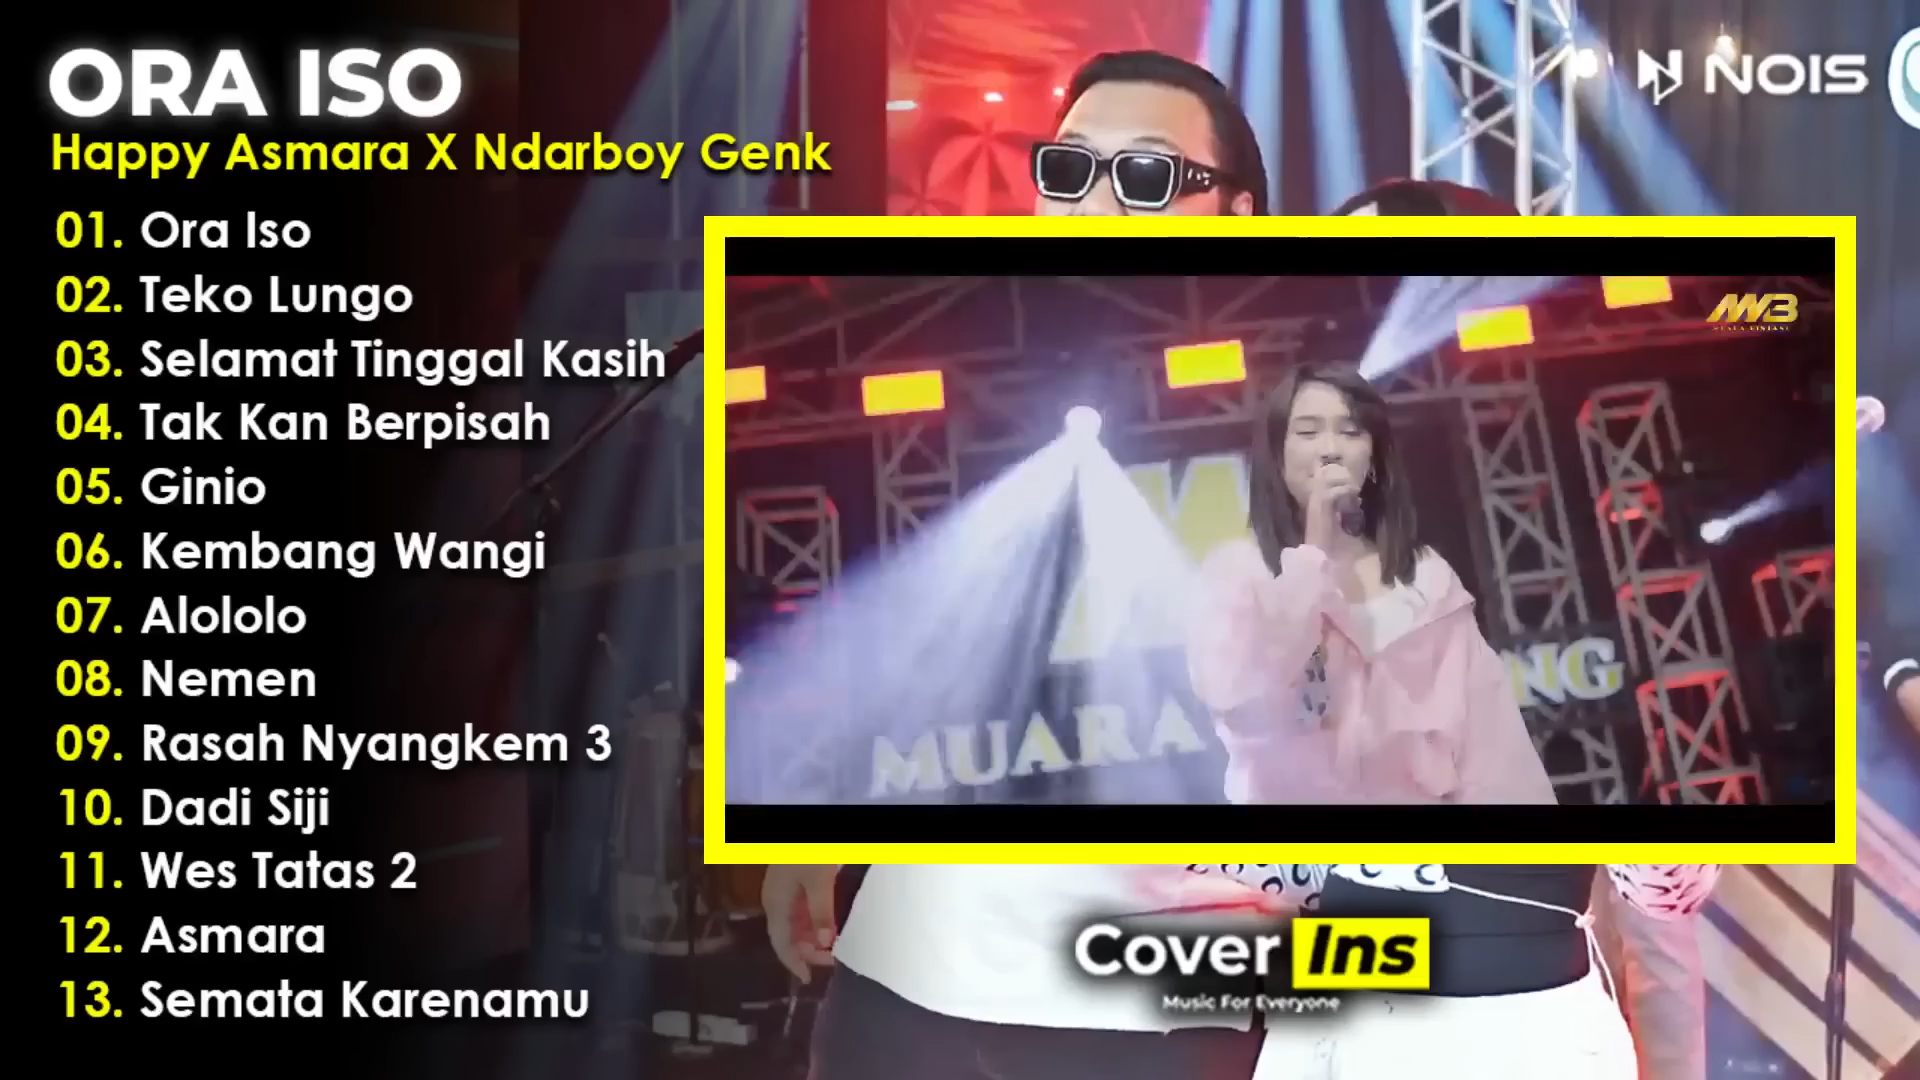 ORA ISO
Happy Asmara X Ndarboy Genk
01. Ora Iso
02. Teko Lungo
03. Selamat Tinggal Kasih
04. Tak Kan Berpisah
05. Ginio
06. Kembang Wangi
07. Alololo
08. Nemen
09. Rasah Nyangkem 3
10. Dadi Siji
11. Wes Tatas 2
12. Asmara
13. Semata Karenamu
NOIS
MUARA
NG
Cover Ins
Music For Everyone